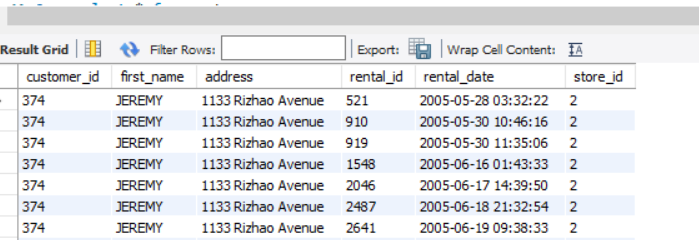 Result Grid Filter Rows: Export: Wrap Cell Content: IA
customer_id first_name address rental_id rental_date store_id
374 JEREMY 1133 Rizhao Avenue 521 2005-05-28 03:32:22 2
374 JEREMY 1133 Rizhao Avenue 910 2005-05-30 10:46:16 2
374 JEREMY 1133 Rizhao Avenue 919 2005-05-30 11:35:06 2
374 JEREMY 1133 Rizhao Avenue 1548 2005-06-16 01:43:33 2
374 JEREMY 1133 Rizhao Avenue 2046 2005-06-17 14:39:50 2
374 JEREMY 1133 Rizhao Avenue 2487 2005-06-18 21:32:54 2
374 JEREMY 1133 Rizhao Avenue 2641 2005-06-19 09:38:33 2